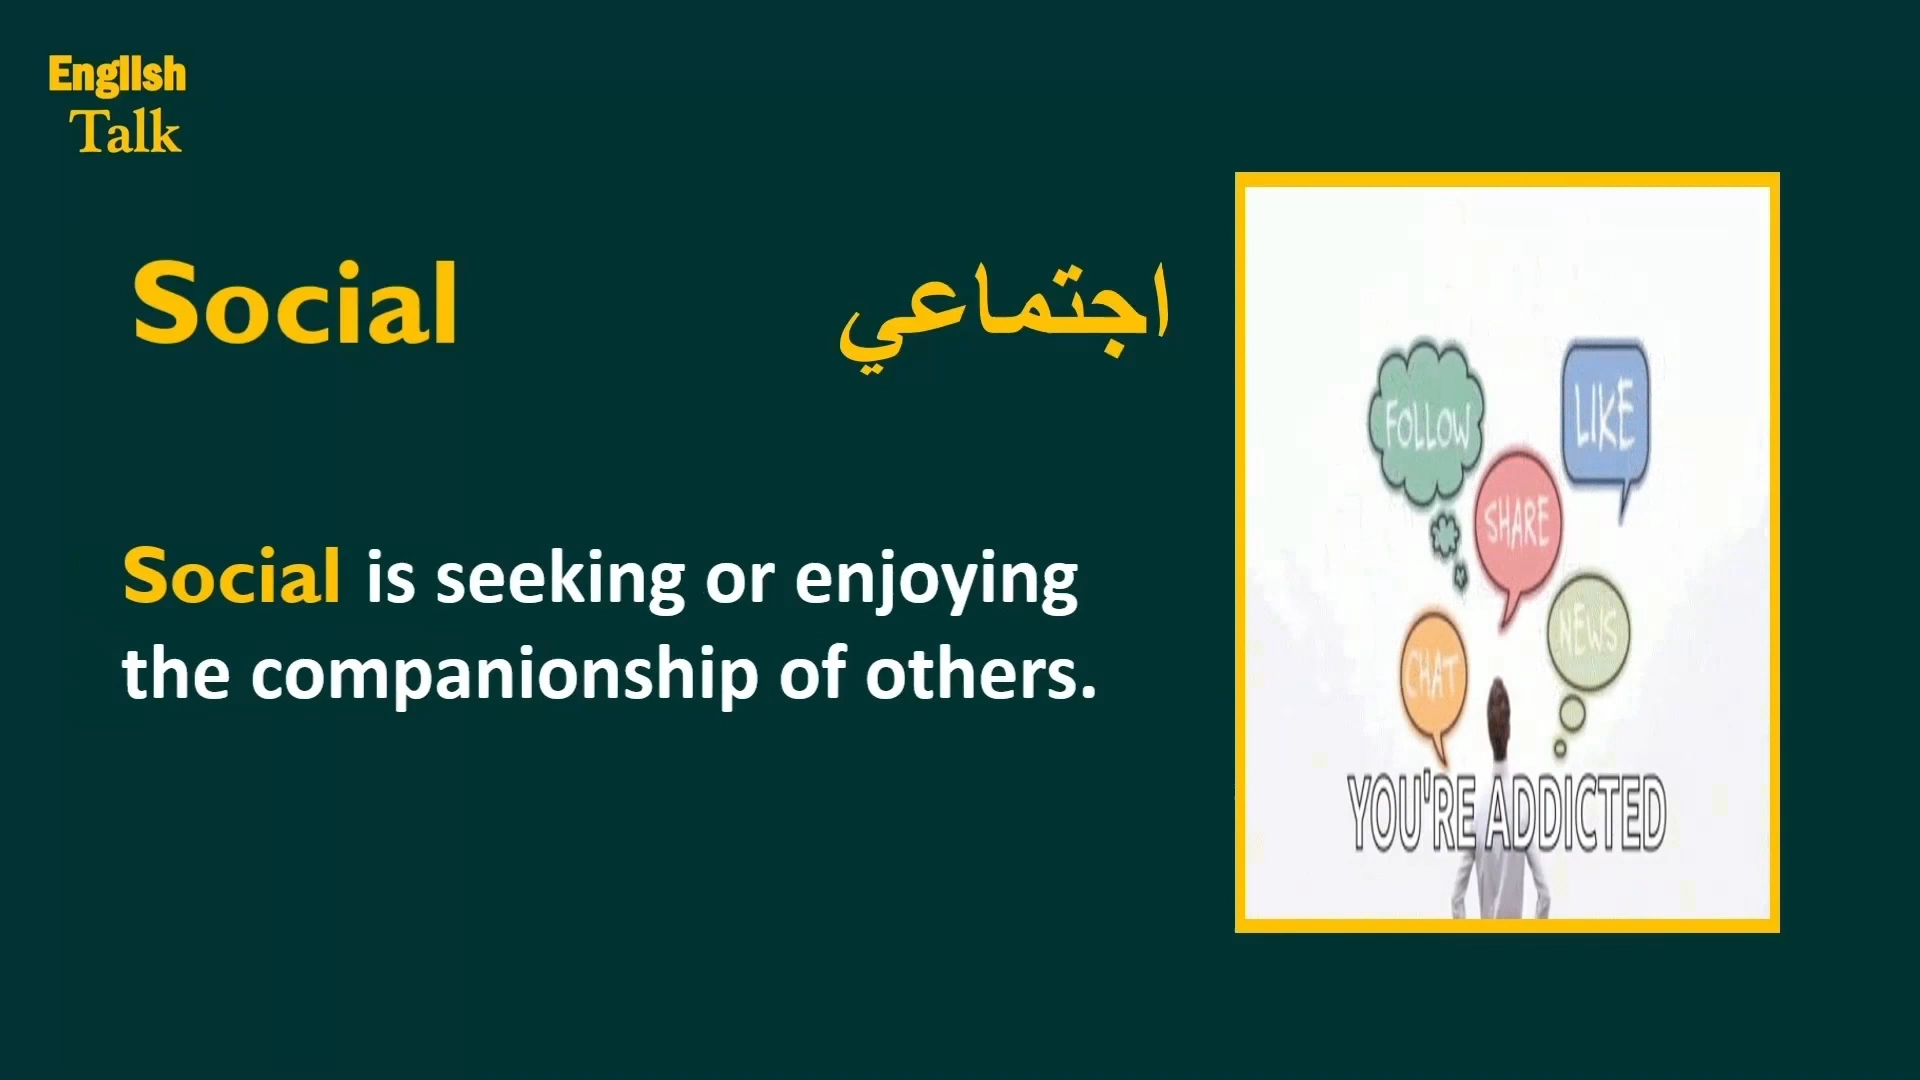 English
Talk
Social
اجتماعي
Social is seeking or enjoying
the companionship of others.
FOLLOW
LIKE
SHARE
NEWS
CHAT
YOU'RE ADDICTED